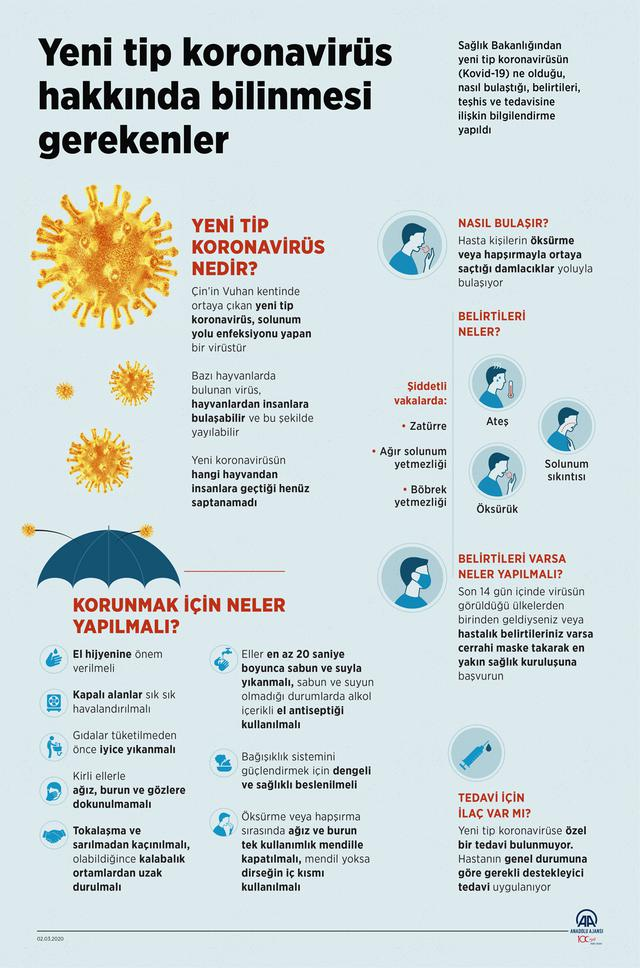 Yeni tip koronavirüs
hakkında bilinmesi
gerekenler
Sağlık Bakanlığından
yeni tip koronavirüsün
(Kovid-19) ne olduğu,
nasıl bulaştığı, belirtileri,
teşhis ve tedavisine
ilişkin bilgilendirme
yapıldı
YENİ TİP
KORONAVİRÜS
NEDİR?
Çin'in Vuhan kentinde
ortaya çıkan yeni tip
koronavirüs, solunum
yolu enfeksiyonu yapan
bir virüstür
Bazı hayvanlarda
bulunan virüs,
hayvanlardan insanlara
bulaşabilir ve bu şekilde
yayılabilir
Yeni koronavirüsün
hangi hayvandan
insanlara geçtiği henüz
saptanamadı
NASIL BULAŞIR?
Hasta kişilerin öksürme
veya hapşırmayla ortaya
saçtığı damlacıklar yoluyla
bulaşıyor
BELİRTİLERİ
NELER?
Şiddetli
vakalarda:
• Zatürre
• Ağır solunum
yetmezliği
• Böbrek
yetmezliği
Ateş
Solunum
sıkıntısı
Öksürük
BELİRTİLERİ VARSA
NELER YAPILMALI?
Son 14 gün içinde virüsün
görüldüğü ülkelerden
birinden geldiyseniz veya
hastalık belirtileriniz varsa
cerrahi maske takarak en
yakın sağlık kuruluşuna
başvurun
KORUNMAK İÇİN NELER
YAPILMALI?
El hijyenine önem
verilmeli
Kapalı alanlar sık sık
havalandırılmalı
Gıdalar tüketilmeden
önce iyice yıkanmalı
Kirli ellerle
ağız, burun ve gözlere
dokunulmamalı
Tokalaşma ve
sarılmadan kaçınılmalı,
olabildiğince kalabalık
ortamlardan uzak
durulmalı
Eller en az 20 saniye
boyunca sabun ve suyla
yıkanmalı, sabun ve suyun
olmadığı durumlarda alkol
içerikli el antiseptiği
kullanılmalı
Bağışıklık sistemini
güçlendirmek için dengeli
ve sağlıklı beslenilmeli
Öksürme veya hapşırma
sırasında ağız ve burun
tek kullanımlık mendille
kapatılmalı, mendil yoksa
dirseğin iç kısmı
kullanılmalı
TEDAVİ İÇİN
İLAÇ VAR MI?
Yeni tip koronavirüse özel
bir tedavi bulunmuyor.
Hastanın genel durumuna
göre gerekli destekleyici
tedavi uygulanıyor
02.03.2020
AA
ANADOLU AJANSI
100